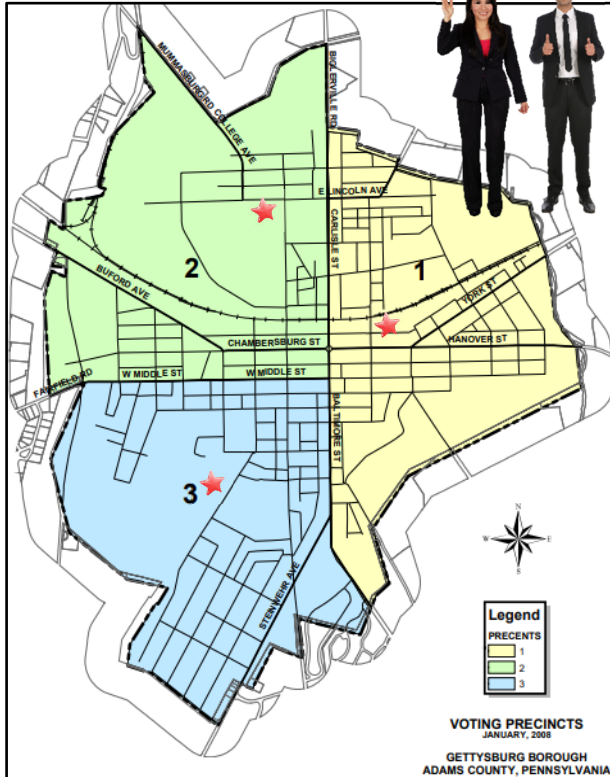 MUMMASBURG RD
COLLEGE AVE
BIGLERVILLE RD
E LINCOLN AVE
CARLISLE ST
2
1
BUFORD AVE
YORK ST
CHAMBERSBURG ST
HANOVER ST
FAIRFIELD RD
W MIDDLE ST
W MIDDLE ST
BALTIMORE ST
3
STEINWEHR AVE
N
W
E
S
Legend
PRECENTS
1
2
3
VOTING PRECINCTS
JANUARY, 2008
GETTYSBURG BOROUGH
ADAMS COUNTY, PENNSYLVANIA